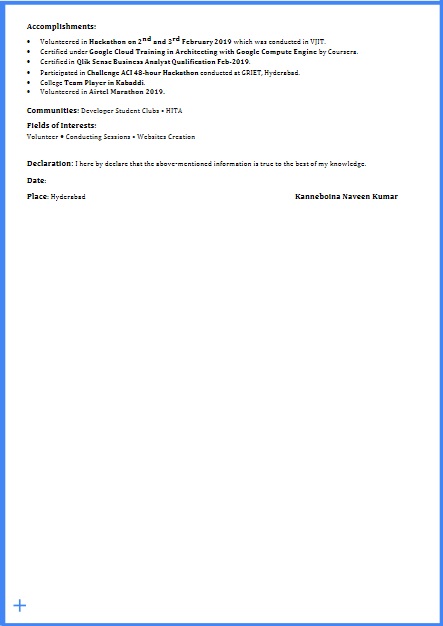 Accomplishments:
• Volunteered in Hackathon on 2nd and 3rd February 2019 which was conducted in VJIT.
• Certified under Google Cloud Training in Architecting with Google Compute Engine by Coursera.
• Certified in Qlik Sense Business Analyst Qualification Feb-2019.
• Participated in Challenge ACI 48-hour Hackathon conducted at GRIET, Hyderabad.
• College Team Player in Kabaddi.
• Volunteered in Airtel Marathon 2019.
Communities: Developer Student Clubs • HITA
Fields of Interests:
Volunteer • Conducting Sessions • Websites Creation
Declaration: I here by declare that the above-mentioned information is true to the best of my knowledge.
Date:
Place: Hyderabad Kanneboina Naveen Kumar